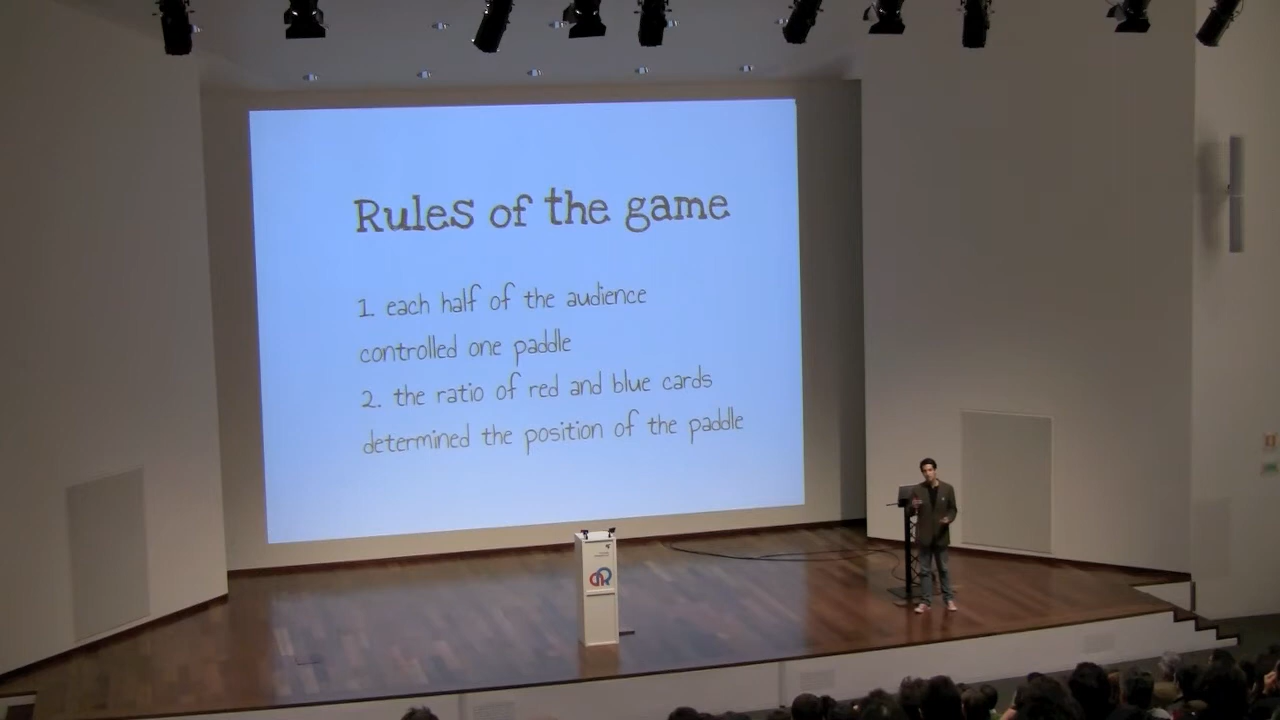 Rules of the game
1. each half of the audience
controlled one paddle
2. the ratio of red and blue cards
determined the position of the paddle